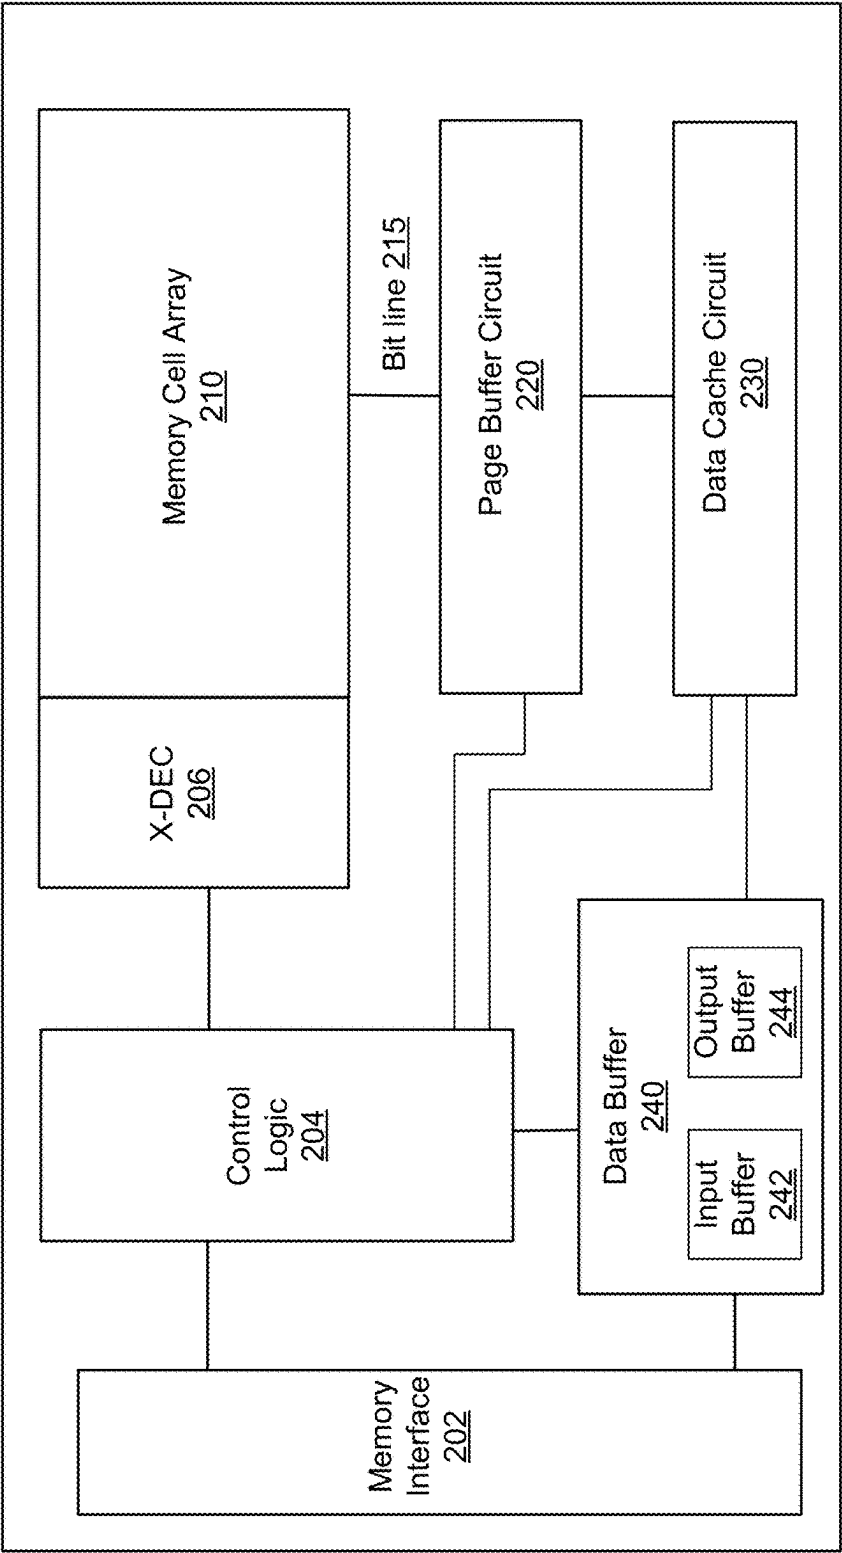 Memory
Interface
202
Control
Logic
204
X-DEC
206
Memory Cell Array
210
Bit line 215
Page Buffer Circuit
220
Data Cache Circuit
230
Data Buffer
240
Input
Buffer
242
Output
Buffer
244